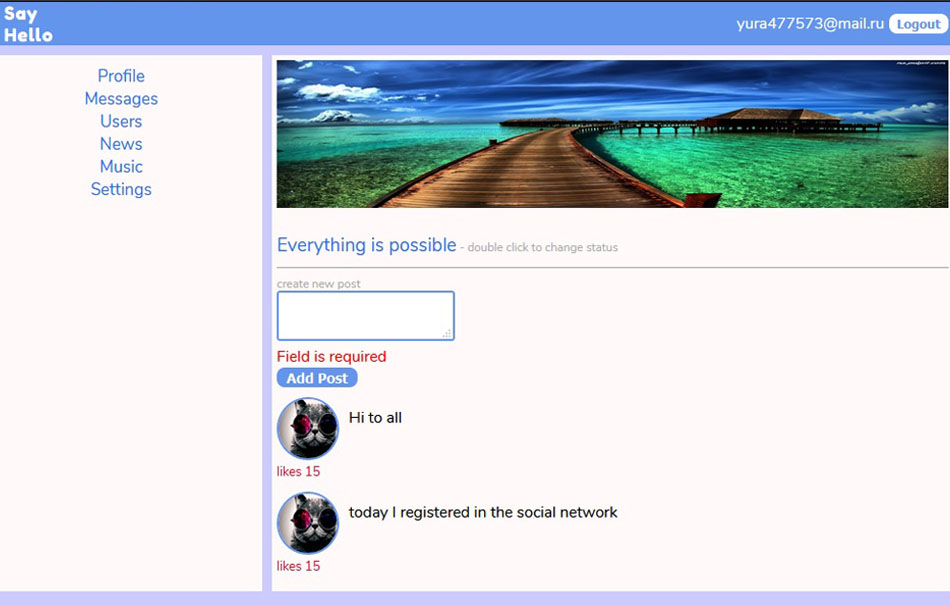 Say
Hello
yura477573@mail.ru Logout
Profile
Messages
Users
News
Music
Settings
Everything is possible - double click to change status
create new post
Field is required
Add Post
Hi to all
likes 15
today I registered in the social network
likes 15